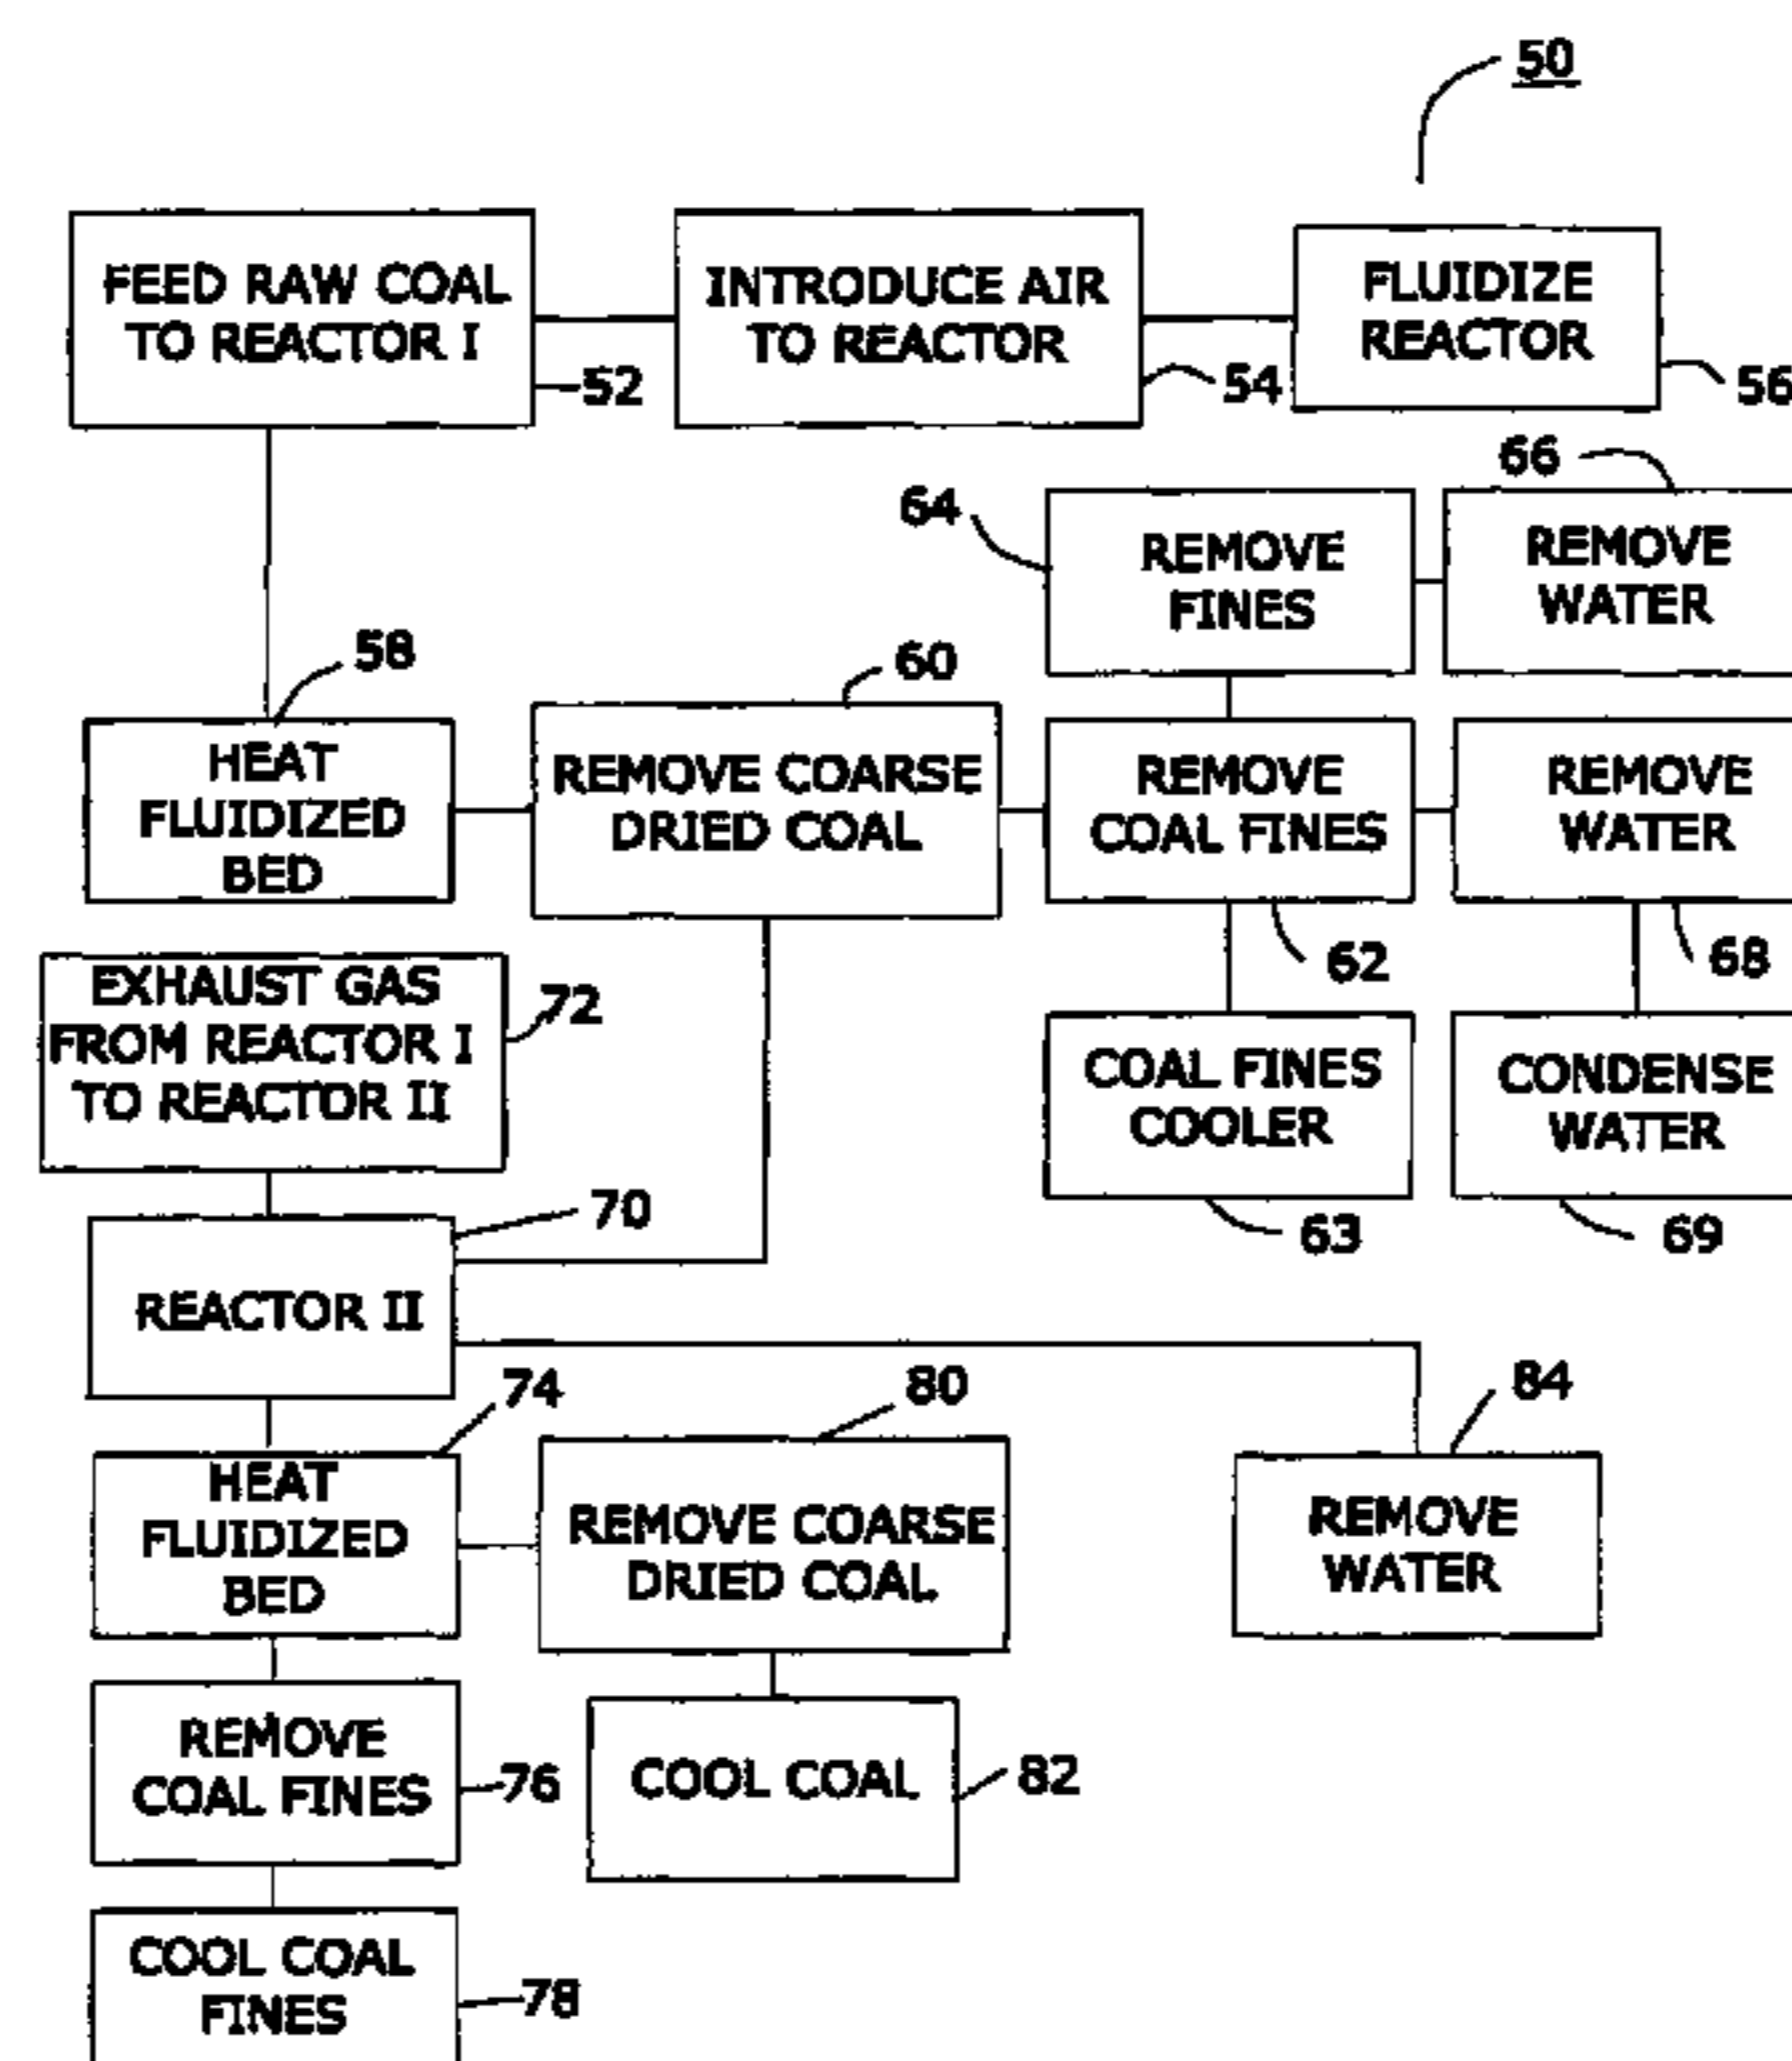 50
FEED RAW COAL
TO REACTOR I
52
INTRODUCE AIR
TO REACTOR
54
FLUIDIZE
REACTOR
56
64
REMOVE
FINES
66
REMOVE
WATER
58
HEAT
FLUIDIZED
BED
60
REMOVE COARSE
DRIED COAL
REMOVE
COAL FINES
62
REMOVE
WATER
68
EXHAUST GAS
FROM REACTOR I
TO REACTOR II
72
COAL FINES
COOLER
63
CONDENSE
WATER
69
70
REACTOR II
74
HEAT
FLUIDIZED
BED
80
REMOVE COARSE
DRIED COAL
84
REMOVE
WATER
REMOVE
COAL FINES
76
COOL COAL
82
COOL COAL
FINES
78